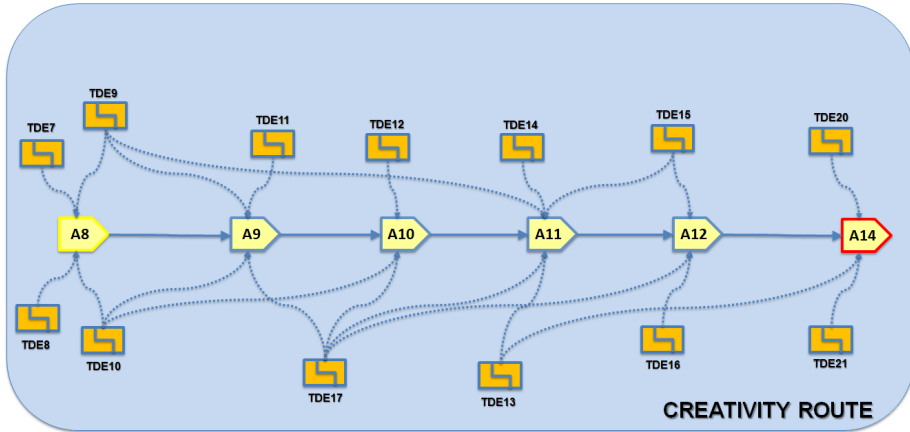 TDE9
TDE7
TDE11
TDE12
TDE14
TDE15
TDE20
A8
A9
A10
A11
A12
A14
TDE8
TDE10
TDE17
TDE13
TDE16
TDE21
CREATIVITY ROUTE